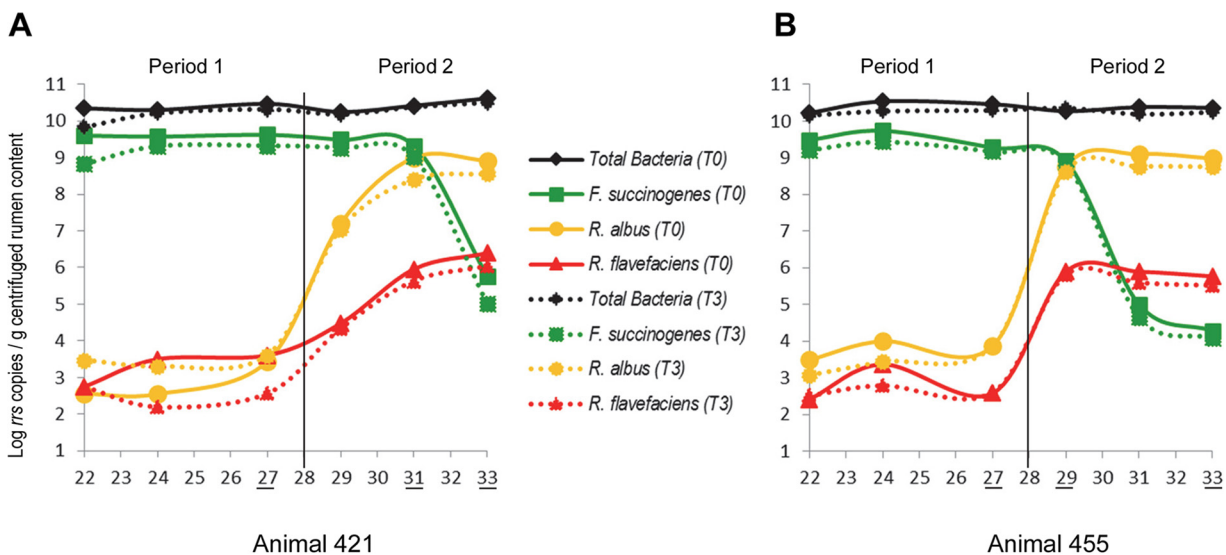 A
B
Period 1
Period 2
Period 1
Period 2
Log rrs copies / g centrifuged rumen content
11
10
9
8
7
6
5
4
3
2
1
22 23 24 25 26 27 28 29 30 31 32 33
Animal 421
Total Bacteria (T0)
F. succinogenes (T0)
R. albus (T0)
R. flavefaciens (T0)
Total Bacteria (T3)
F. succinogenes (T3)
R. albus (T3)
R. flavefaciens (T3)
11
10
9
8
7
6
5
4
3
2
1
22 23 24 25 26 27 28 29 30 31 32 33
Animal 455